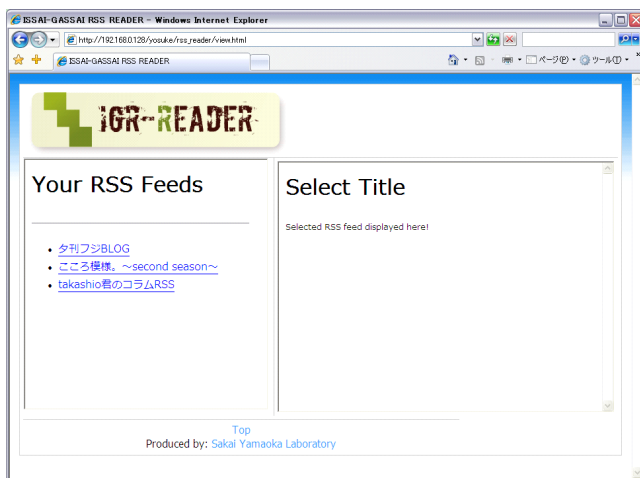 ISSAI-GASSAI RSS READER - Windows Internet Explorer
http://192.168.0.128/yosuke/rss_reader/view.html
ISSAI-GASSAI RSS READER
ページ(P)
ツール(O)
IGR-READER
Your RSS Feeds
夕刊フジBLOG
こころ模様。～second season～
takashio君のコラムRSS
Select Title
Selected RSS feed displayed here!
Top
Produced by: Sakai Yamaoka Laboratory